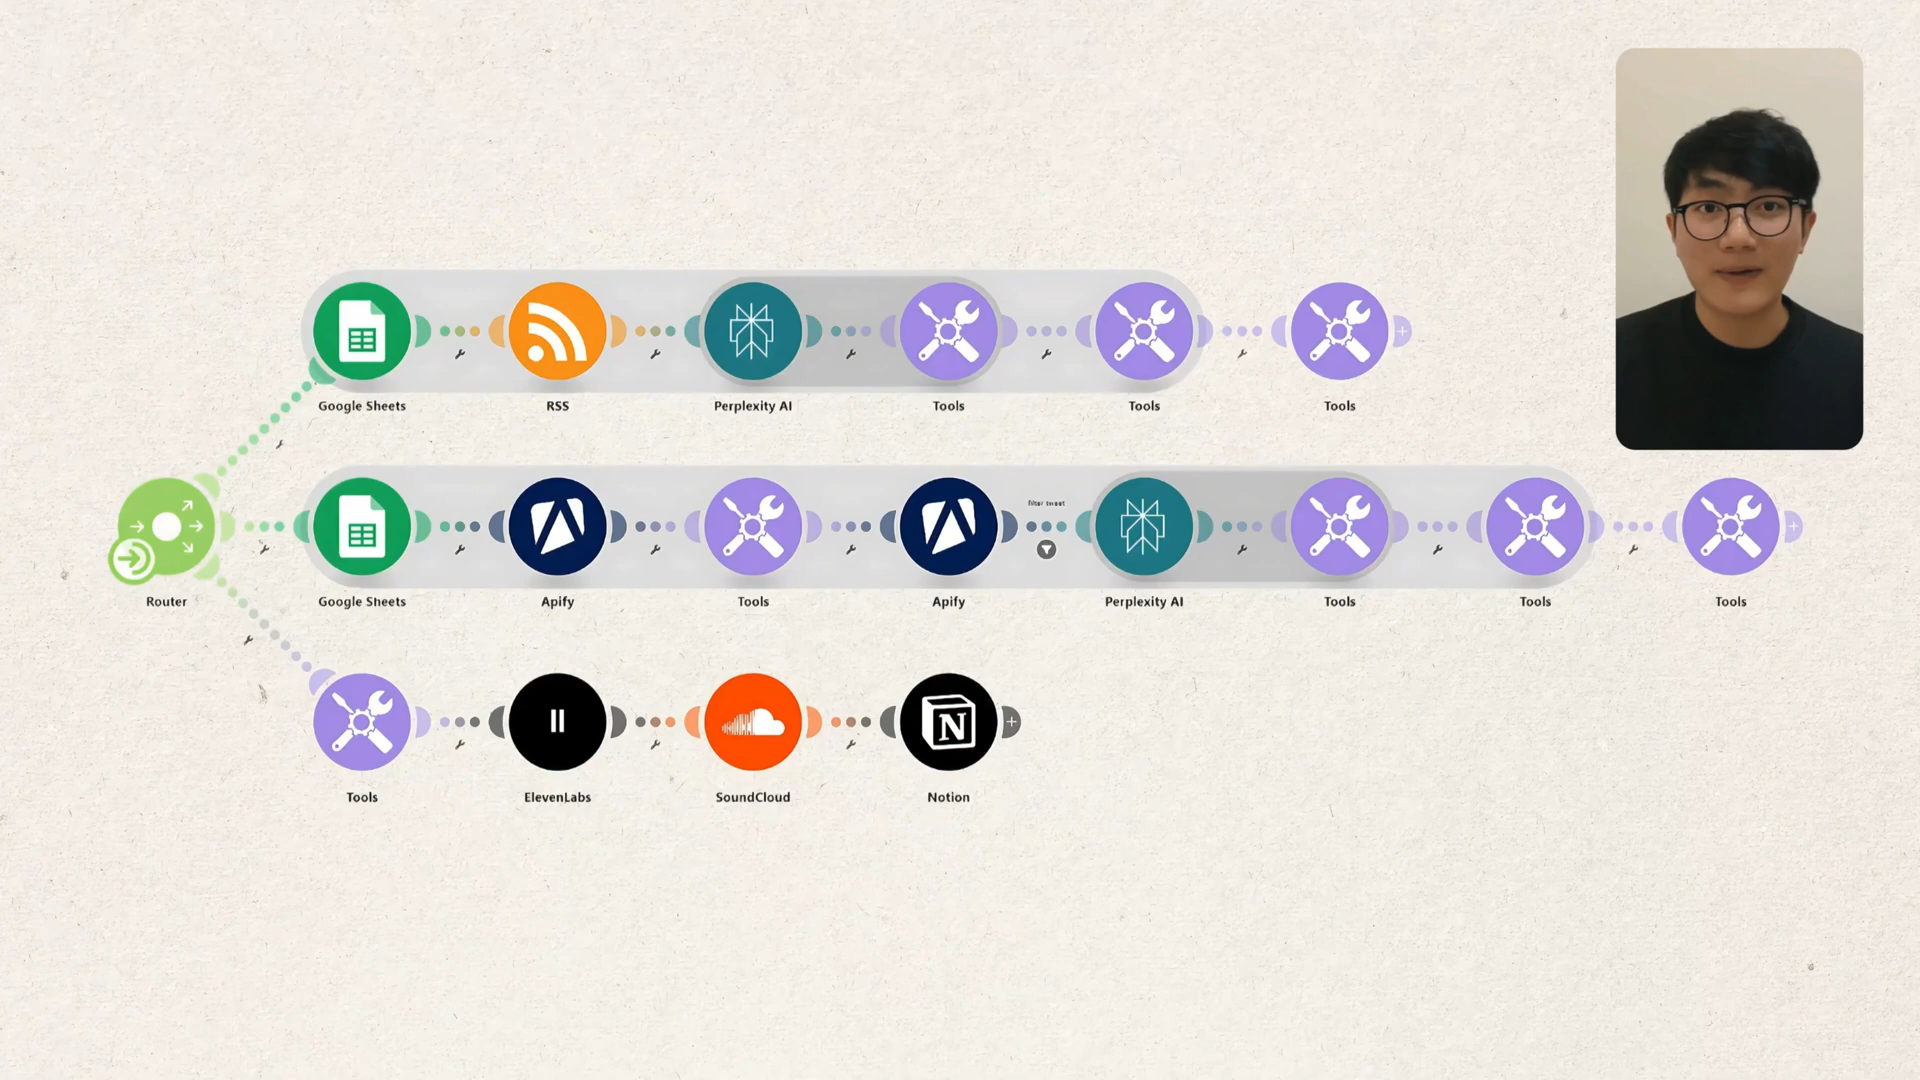 Google Sheets
RSS
Perplexity AI
Tools
Tools
Tools
filter tweet
Router
Google Sheets
Apify
Tools
Apify
Perplexity AI
Tools
Tools
Tools
Tools
ElevenLabs
SoundCloud
Notion